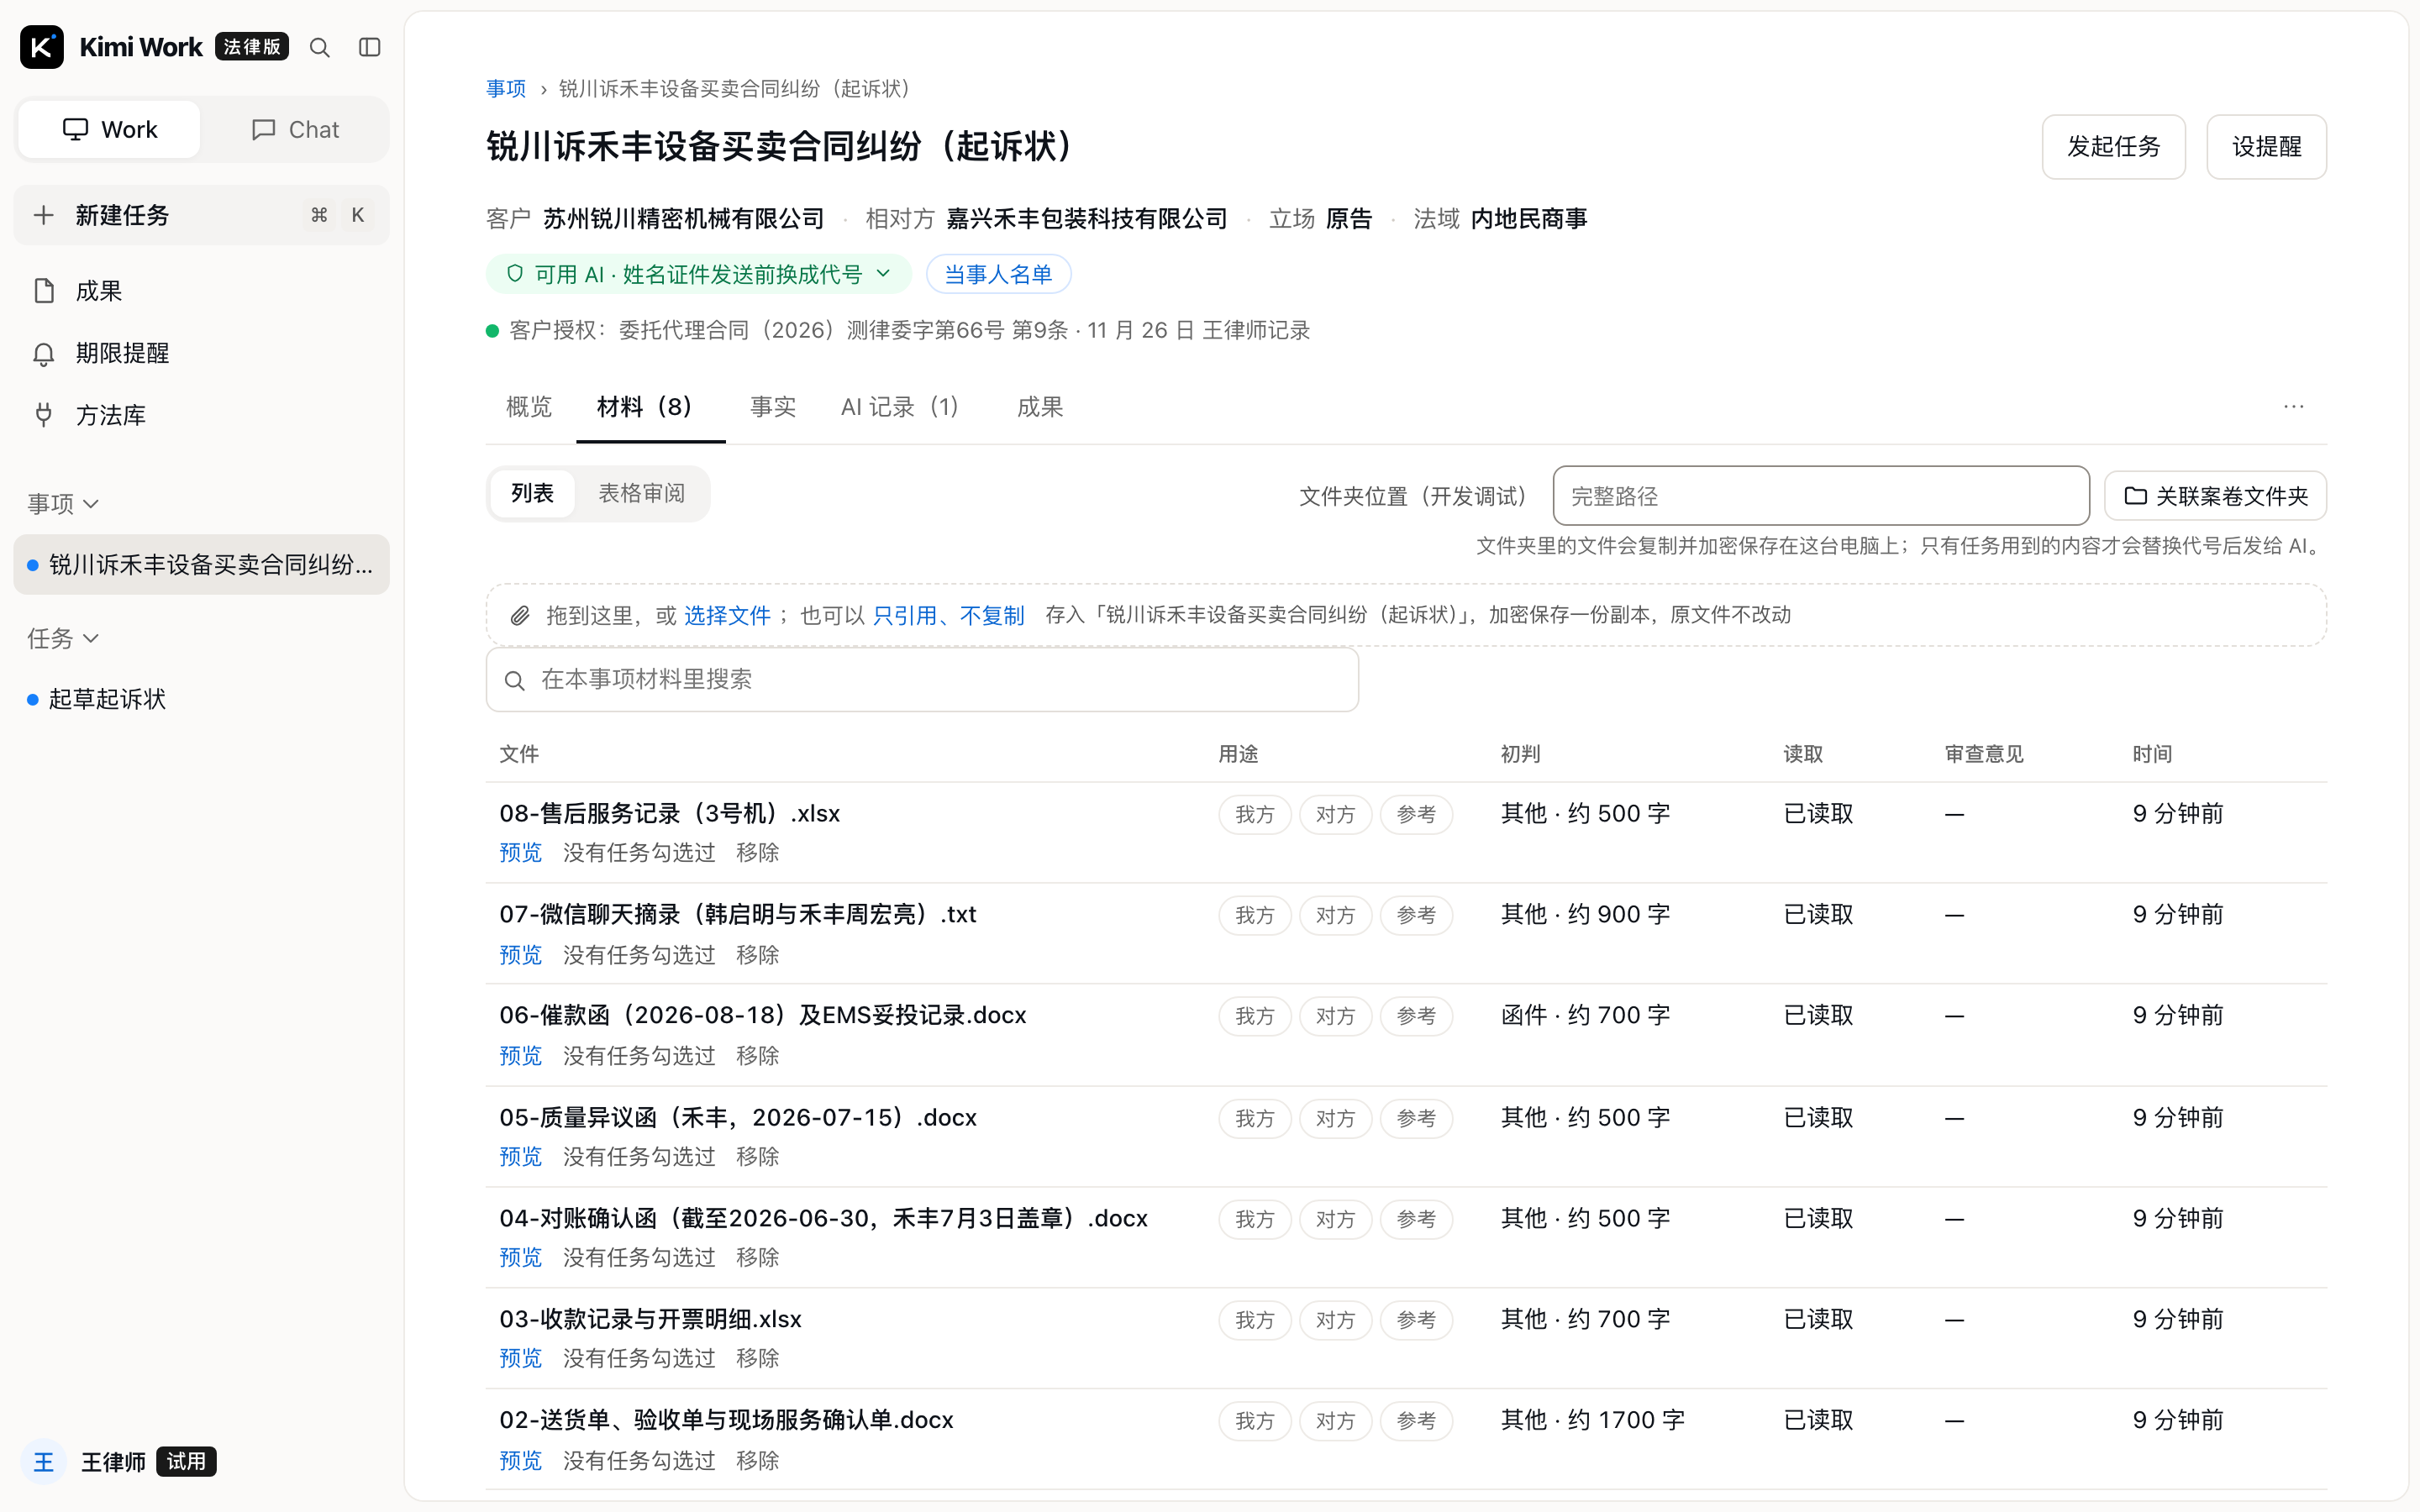 Kimi Work 法律版
Work
Chat
新建任务 ⌘ K
成果
期限提醒
方法库
事项
锐川诉禾丰设备买卖合同纠纷...
任务
起草起诉状
王 王律师 试用
事项 › 锐川诉禾丰设备买卖合同纠纷（起诉状）
锐川诉禾丰设备买卖合同纠纷（起诉状）
发起任务
设提醒
客户 苏州锐川精密机械有限公司 · 相对方 嘉兴禾丰包装科技有限公司 · 立场 原告 · 法域 内地民商事
可用 AI · 姓名证件发送前换成代号
当事人名单
客户授权：委托代理合同（2026）测律委字第66号 第9条 · 11 月 26 日 王律师记录
概览 材料（8） 事实 AI 记录（1） 成果 ...
列表 表格审阅
文件夹位置（开发调试） 完整路径 关联案卷文件夹
文件夹里的文件会复制并加密保存在这台电脑上；只有任务用到的内容才会替换代号后发给 AI。
拖到这里，或 选择文件 ；也可以 只引用、不复制 存入「锐川诉禾丰设备买卖合同纠纷（起诉状）」，加密保存一份副本，原文件不改动
在本事项材料里搜索
文件 用途 初判 读取 审查意见 时间
08-售后服务记录（3号机）.xlsx 我方 对方 参考 其他 · 约 500 字 已读取 — 9 分钟前
预览 没有任务勾选过 移除
07-微信聊天摘录（韩启明与禾丰周宏亮）.txt 我方 对方 参考 其他 · 约 900 字 已读取 — 9 分钟前
预览 没有任务勾选过 移除
06-催款函（2026-08-18）及EMS妥投记录.docx 我方 对方 参考 函件 · 约 700 字 已读取 — 9 分钟前
预览 没有任务勾选过 移除
05-质量异议函（禾丰，2026-07-15）.docx 我方 对方 参考 其他 · 约 500 字 已读取 — 9 分钟前
预览 没有任务勾选过 移除
04-对账确认函（截至2026-06-30，禾丰7月3日盖章）.docx 我方 对方 参考 其他 · 约 500 字 已读取 — 9 分钟前
预览 没有任务勾选过 移除
03-收款记录与开票明细.xlsx 我方 对方 参考 其他 · 约 700 字 已读取 — 9 分钟前
预览 没有任务勾选过 移除
02-送货单、验收单与现场服务确认单.docx 我方 对方 参考 其他 · 约 1700 字 已读取 — 9 分钟前
预览 没有任务勾选过 移除